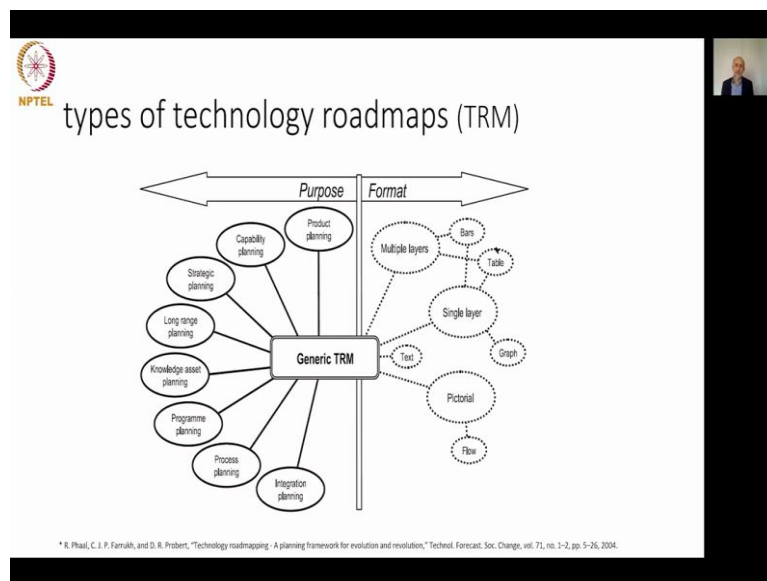 NPTEL
types of technology roadmaps (TRM)
Purpose
Format
Product
planning
Capability
planning
Strategic
planning
Long range
planning
Knowledge asset
planning
Programme
planning
Process
planning
Integration
planning
Generic TRM
Multiple layers
Bars
Table
Single layer
Graph
Text
Pictorial
Flow
* R. Phaal, C. J. P. Farrukh, and D. R. Probert, "Technology roadmapping - A planning framework for evolution and revolution," Technol. Forecast. Soc. Change, vol. 71, no. 1–2, pp. 5–26, 2004.